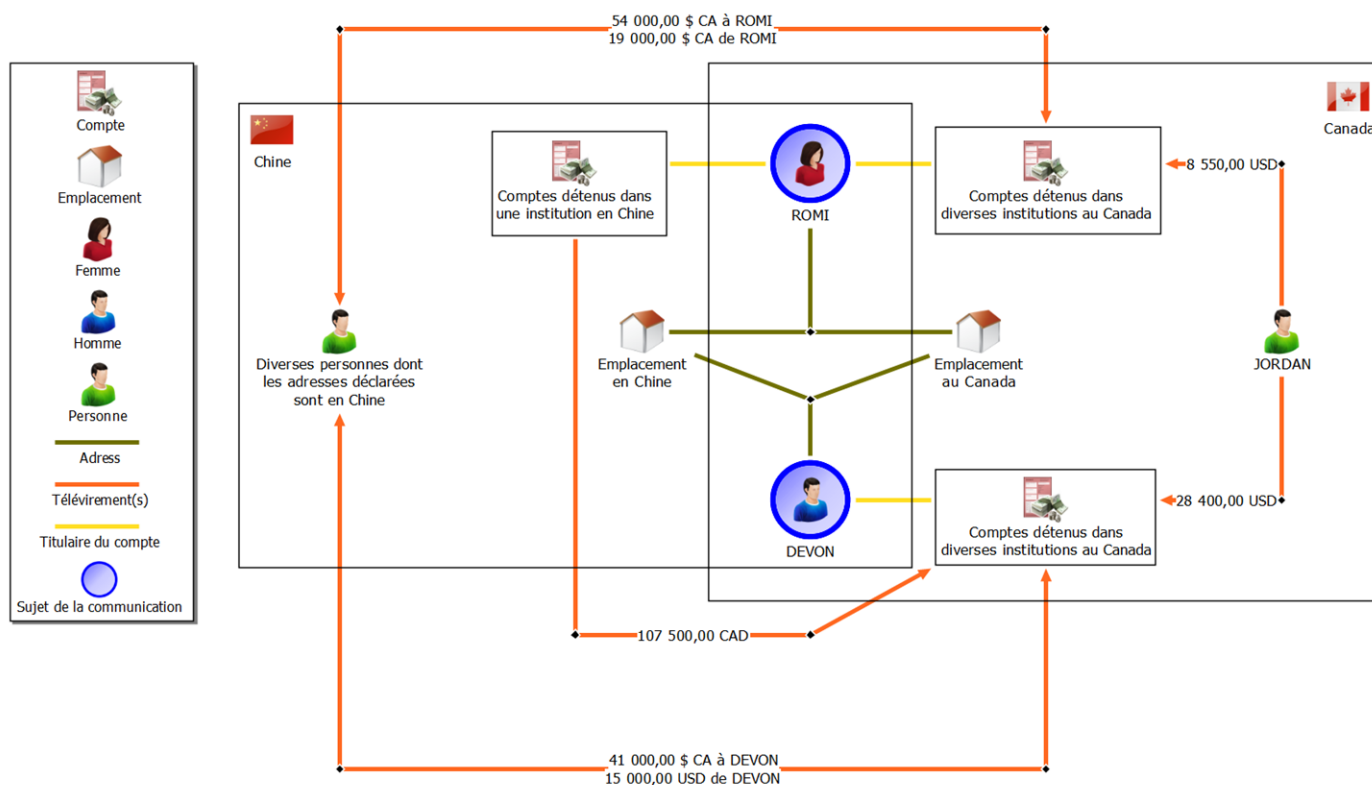 54 000,00 $ CA à ROMI
19 000,00 $ CA de ROMI
Compte
Emplacement
Femme
Homme
Personne
Adress
Télévirement(s)
Titulaire du compte
Sujet de la communication
Chine
Canada
Comptes détenus dans
une institution en Chine
ROMI
Comptes détenus dans
diverses institutions au Canada
8 550,00 USD
Diverses personnes dont
les adresses déclarées
sont en Chine
Emplacement
en Chine
Emplacement
au Canada
JORDAN
DEVON
Comptes détenus dans
diverses institutions au Canada
28 400,00 USD
107 500,00 CAD
41 000,00 $ CA à DEVON
15 000,00 USD de DEVON